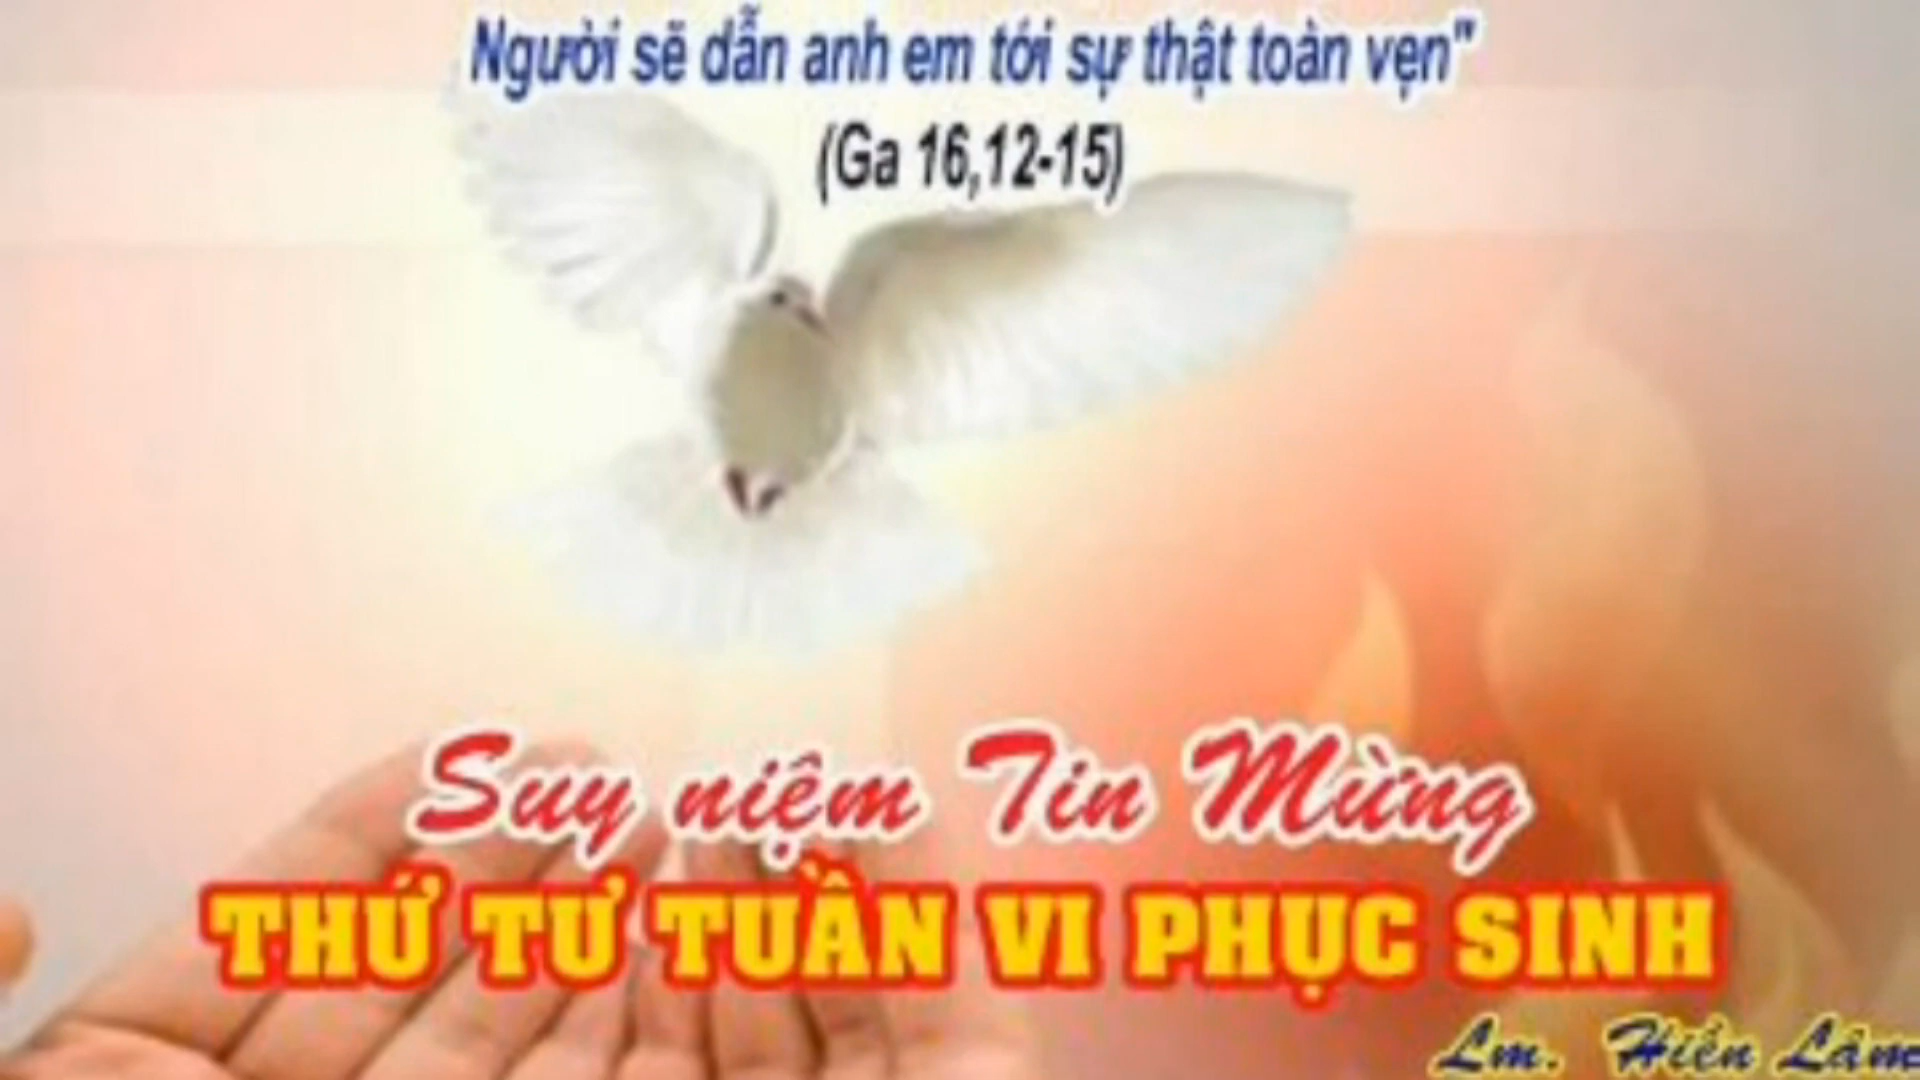 Người sẽ dẫn anh em tới sự thật toàn vẹn"
(Ga 16,12-15)
Suy niệm Tin Mừng
THỨ TƯ TUẦN VI PHỤC SINH
Lm. Hiền Lâm